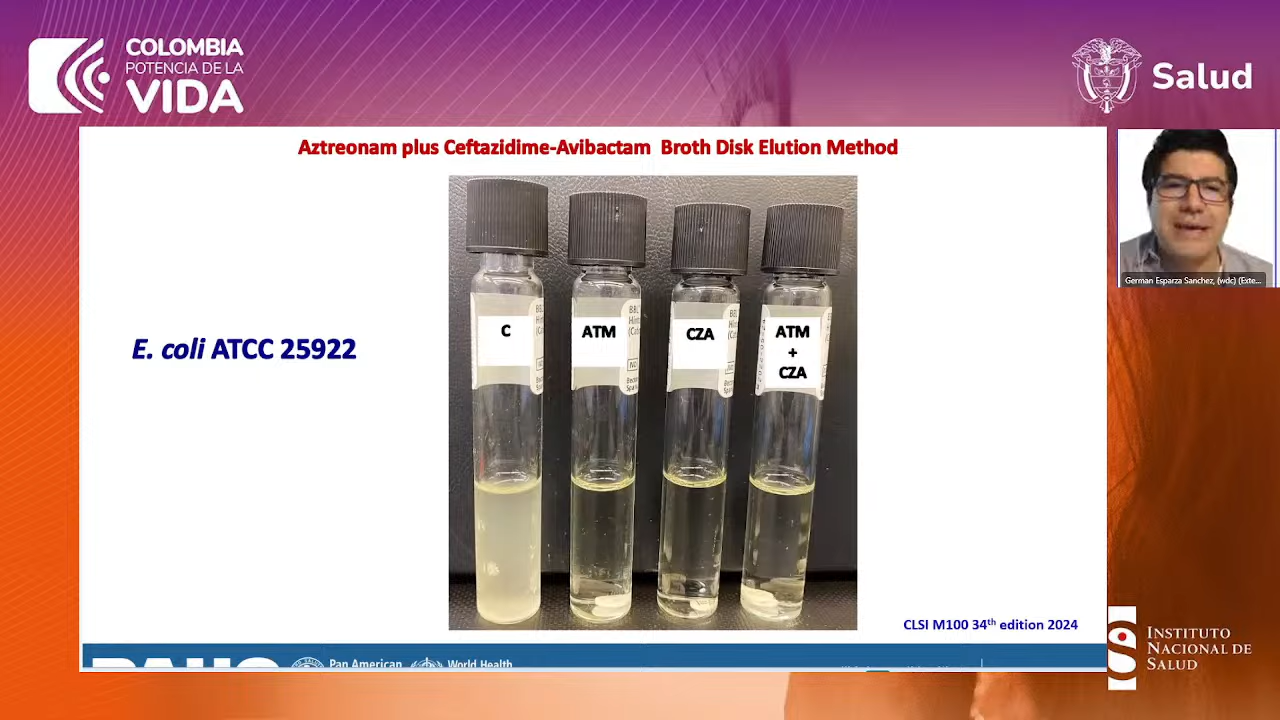 COLOMBIA
POTENCIA DE LA
VIDA
Salud
Aztreonam plus Ceftazidime-Avibactam Broth Disk Elution Method
E. coli ATCC 25922
C
ATM
CZA
ATM
+
CZA
German Esparza Sanchez, (wdc) (Exte...
CLSI M100 34th edition 2024
PAHO
Pan American
World Health
INSTITUTO
NACIONAL DE
SALUD